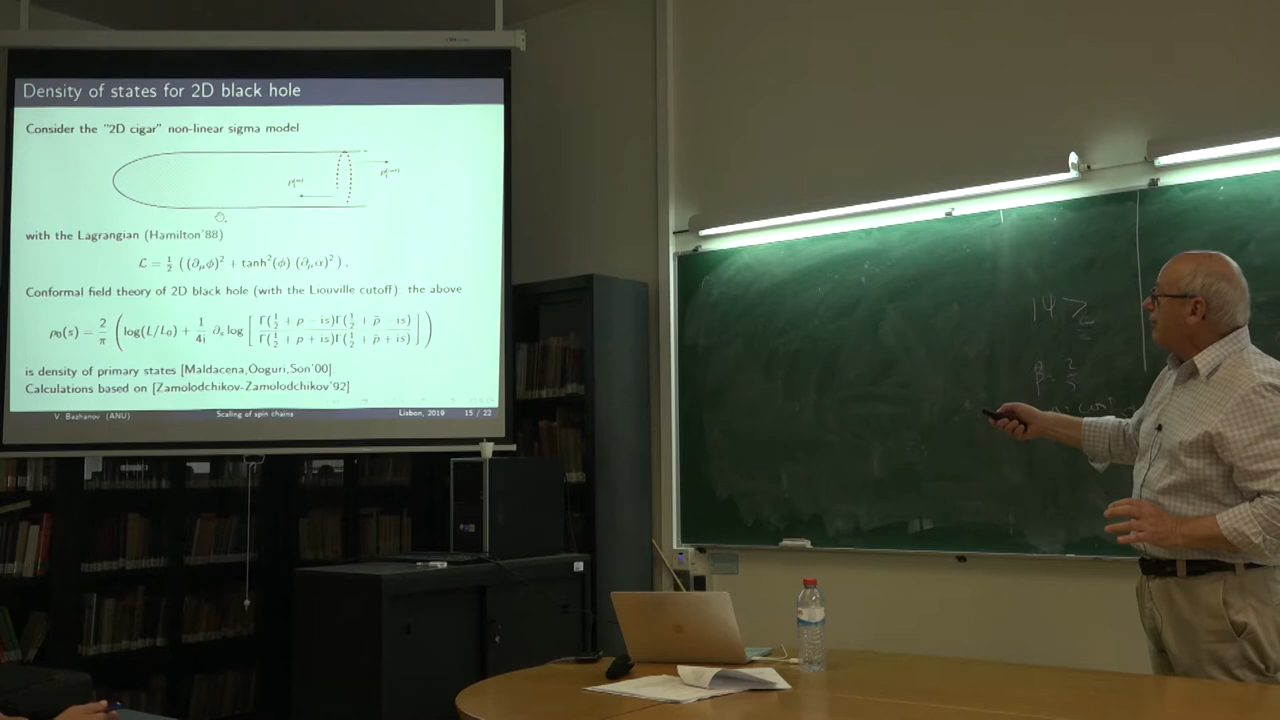 Density of states for 2D black hole
Consider the "2D cigar" non-linear sigma model
with the Lagrangian (Hamilton'88)
ℒ = ½ ((∂_μϕ)² + tanh²(ϕ) (∂_μα)²) ,
Conformal field theory of 2D black hole (with the Liouville cutoff): the above
ρ₀(s) = 2/π ( log(L/L₀) + 1/4i ∂_s log [ Γ(½ + p − is)Γ(½ + p̄ − is) / Γ(½ + p + is)Γ(½ + p̄ + is) ] )
is density of primary states [Maldacena,Ooguri,Son'00].
Calculations based on [Zamolodchikov-Zamolodchikov'92]
V. Bazhanov (ANU) Scaling of spin chains Lisbon, 2019 15 / 22
|Ψ >